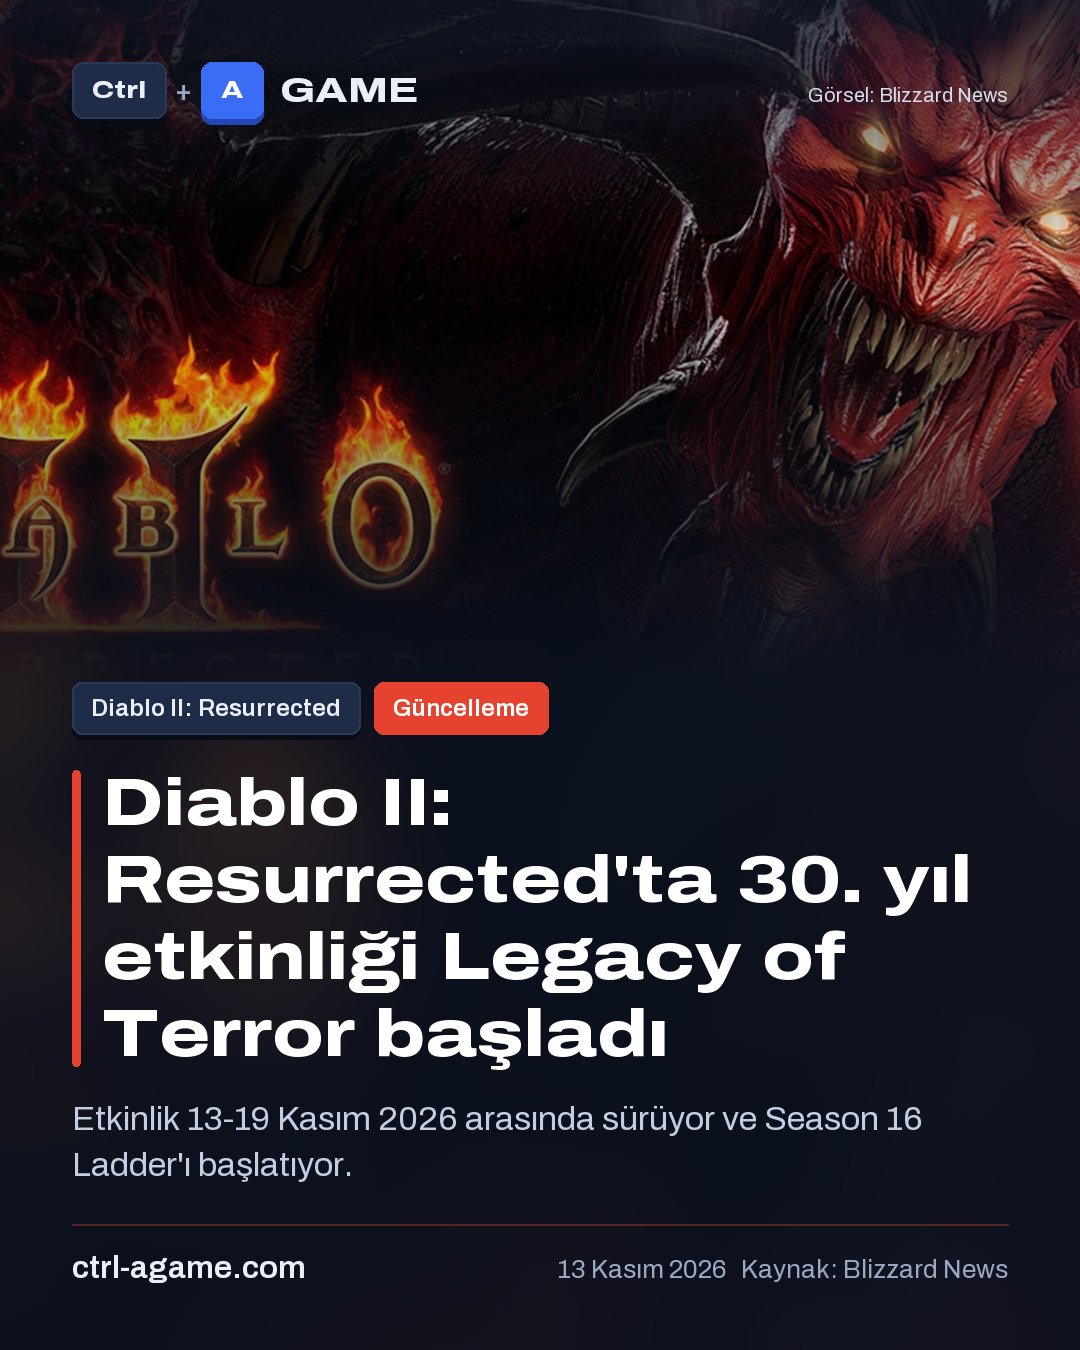 Ctrl + A GAME
Görsel: Blizzard News
ABLO®
Diablo II: Resurrected
Güncelleme
Diablo II:
Resurrected'ta 30. yıl
etkinliği Legacy of
Terror başladı
Etkinlik 13-19 Kasım 2026 arasında sürüyor ve Season 16
Ladder'ı başlatıyor.
ctrl-agame.com
13 Kasım 2026 Kaynak: Blizzard News